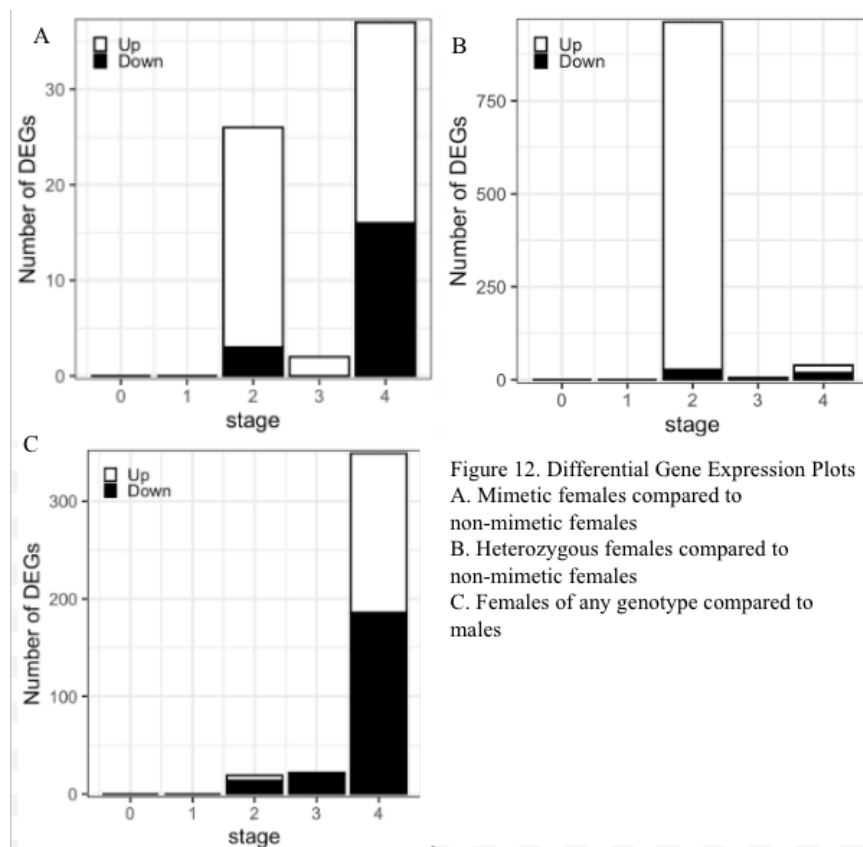 A
Up
Down
Number of DEGs
30
20
10
0
0 1 2 3 4
stage
B
Up
Down
Number of DEGs
750
500
250
0
0 1 2 3 4
stage
C
Up
Down
Number of DEGs
300
200
100
0
0 1 2 3 4
stage
Figure 12. Differential Gene Expression Plots
A. Mimetic females compared to
non-mimetic females
B. Heterozygous females compared to
non-mimetic females
C. Females of any genotype compared to
males